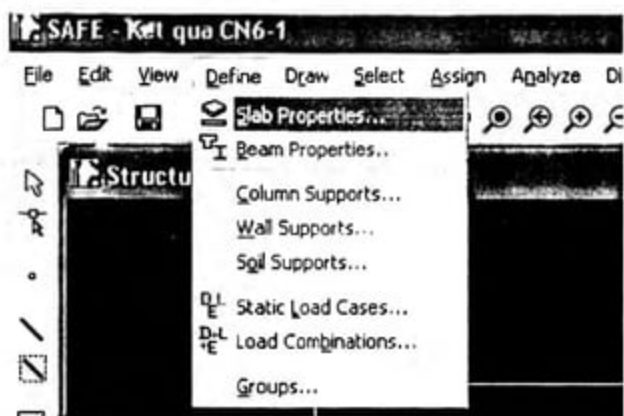 SAFE - Kết qua CN6-1
File Edit View Define Draw Select Assign Analyze Di
Slab Properties...
Beam Properties..
Structu
Column Supports...
Wall Supports...
Soil Supports...
D L E Static Load Cases...
D+L +E Load Combinations...
Groups...